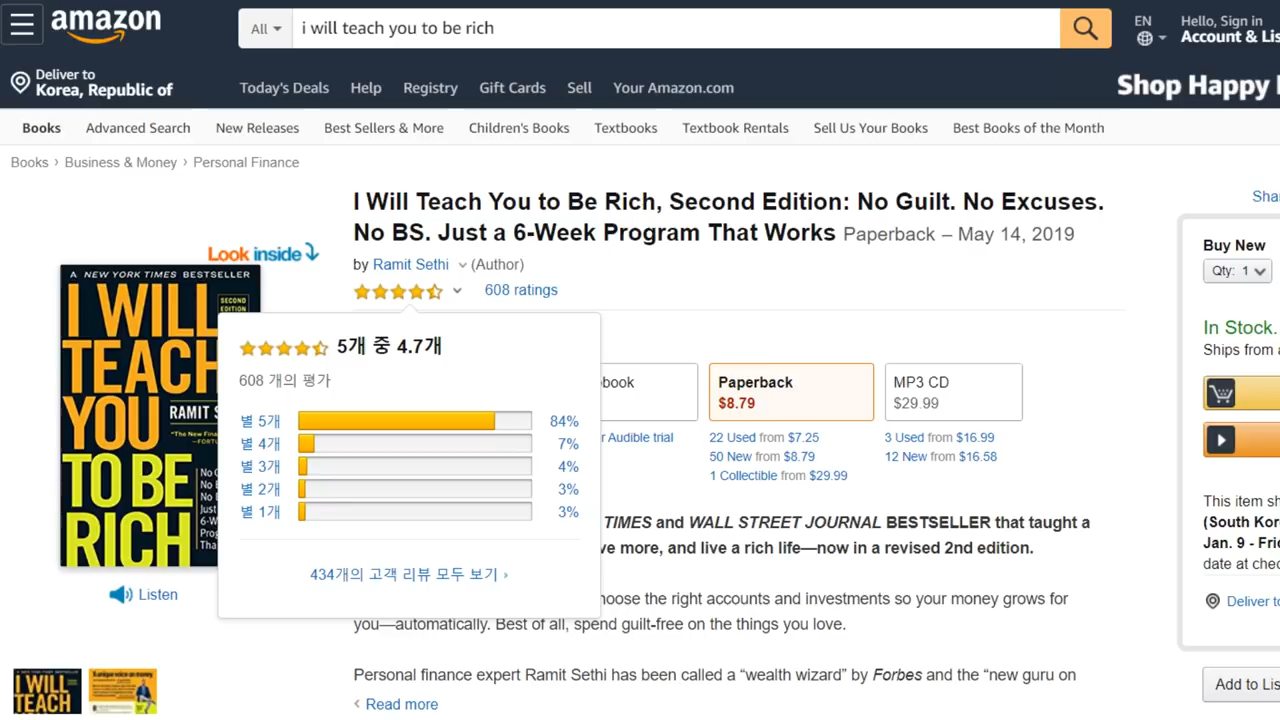 amazon
All
i will teach you to be rich
EN
Hello, Sign in
Account & Lis
Deliver to
Korea, Republic of
Today's Deals
Help
Registry
Gift Cards
Sell
Your Amazon.com
Shop Happy
Books
Advanced Search
New Releases
Best Sellers & More
Children's Books
Textbooks
Textbook Rentals
Sell Us Your Books
Best Books of the Month
Books › Business & Money › Personal Finance
I Will Teach You to Be Rich, Second Edition: No Guilt. No Excuses.
No BS. Just a 6-Week Program That Works Paperback – May 14, 2019
by Ramit Sethi (Author)
608 ratings
Look inside
A NEW YORK TIMES BESTSELLER
I WILL
TEACH
YOU
TO BE
RICH
SECOND
EDITION
RAMIT S
5개 중 4.7개
608 개의 평가
별 5개 84%
별 4개 7%
별 3개 4%
별 2개 3%
별 1개 3%
434개의 고객 리뷰 모두 보기 ›
Listen
book
r Audible trial
Paperback
$8.79
22 Used from $7.25
50 New from $8.79
1 Collectible from $29.99
MP3 CD
$29.99
3 Used from $16.99
12 New from $16.58
TIMES and WALL STREET JOURNAL BESTSELLER that taught a
ve more, and live a rich life—now in a revised 2nd edition.
hoose the right accounts and investments so your money grows for
you—automatically. Best of all, spend guilt-free on the things you love.
Personal finance expert Ramit Sethi has been called a “wealth wizard” by Forbes and the “new guru on
Read more
Shar
Buy New
Qty: 1
In Stock.
Ships from a
This item sh
(South Kor
Jan. 9 - Frid
date at chec
Deliver to
Add to Lis
I WILL
TEACH